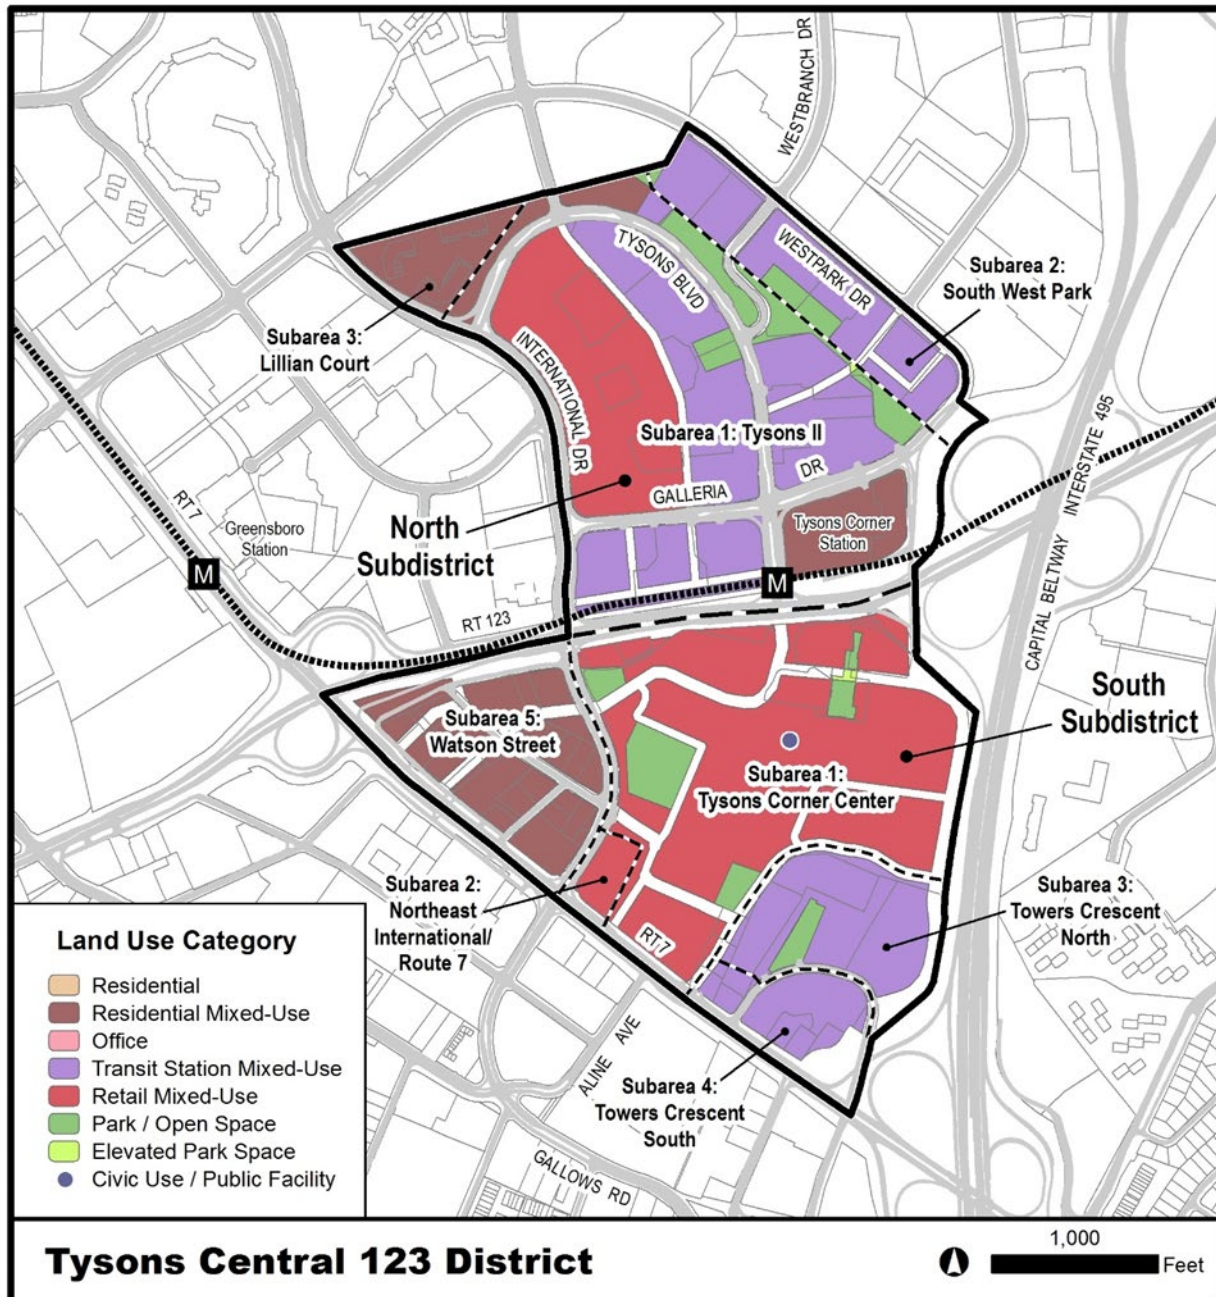 WESTBRANCH DR
TYSONS BLVD
WESTPARK DR
Subarea 2:
South West Park
Subarea 3:
Lillian Court
INTERNATIONAL DR
Subarea 1: Tysons II
GALLERIA DR
INTERSTATE 495
CAPITAL BELTWAY
RT 7
Greensboro
Station
North
Subdistrict
Tysons Corner
Station
M
M
RT 123
South
Subdistrict
Subarea 5:
Watson Street
Subarea 1:
Tysons Corner Center
Subarea 2:
Northeast
International/
Route 7
RT 7
Subarea 3:
Towers Crescent
North
ALINE AVE
Subarea 4:
Towers Crescent
South
GALLOWS RD
Land Use Category
Residential
Residential Mixed-Use
Office
Transit Station Mixed-Use
Retail Mixed-Use
Park / Open Space
Elevated Park Space
Civic Use / Public Facility
Tysons Central 123 District
1,000
Feet